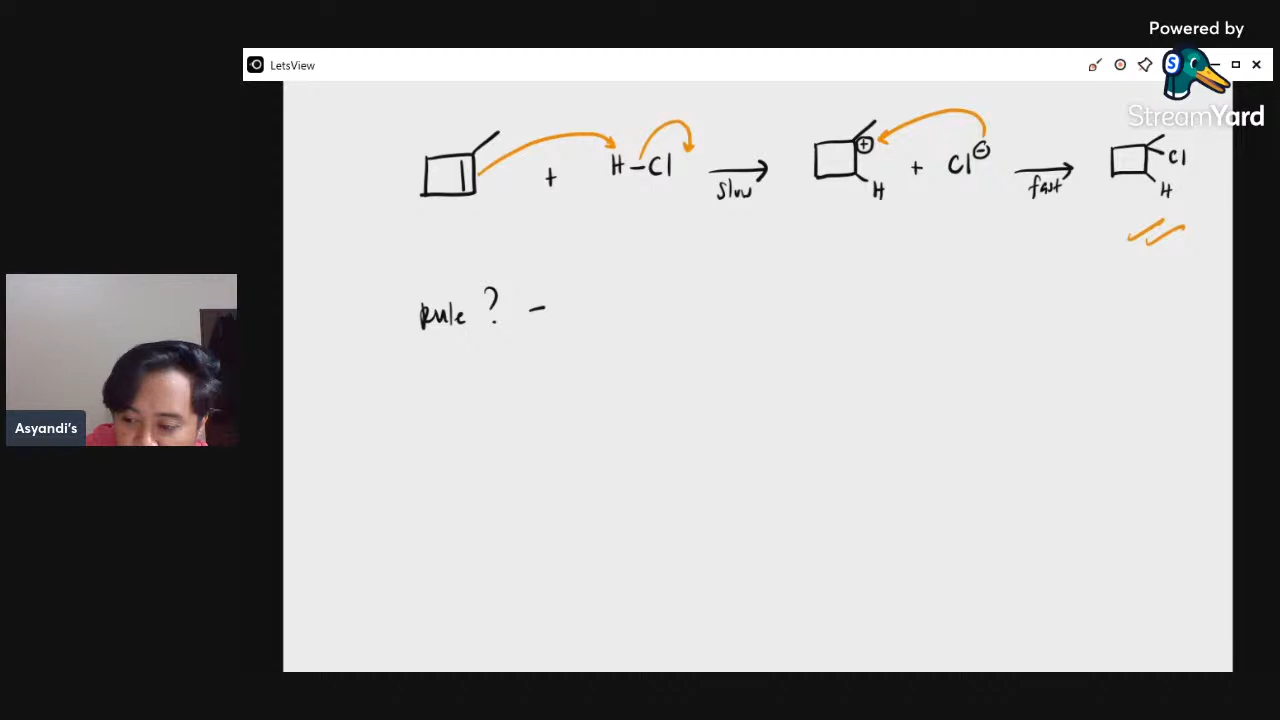 Powered by
StreamYard
LetsView
+ H-Cl slow H + Cl⊖ fast Cl
H
rule ? -
Asyandi's